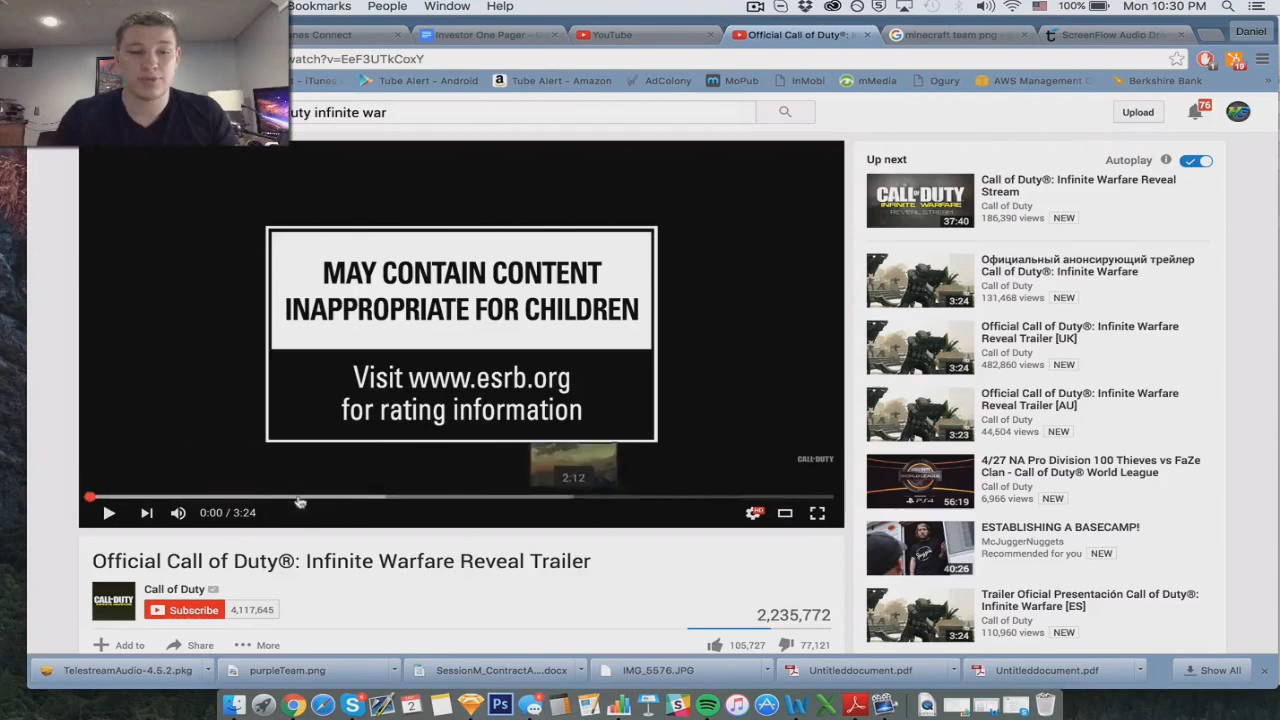 Bookmarks People Window Help
100% Mon 10:30 PM
nes Connect
Investor One Pager -
YouTube
Official Call of Duty®: I
minecraft team png -
ScreenFlow Audio Dri
Daniel
watch?v=EeF3UTkCoxY
iTunes
Tube Alert - Android
Tube Alert - Amazon
AdColony
MoPub
InMobi
mMedia
Ogury
AWS Management
Berkshire Bank
uty infinite war
Upload
76
MAY CONTAIN CONTENT
INAPPROPRIATE FOR CHILDREN
Visit www.esrb.org
for rating information
CALL OF DUTY
2:12
0:00 / 3:24
HD
Official Call of Duty®: Infinite Warfare Reveal Trailer
Call of Duty
Subscribe 4,117,645
2,235,772
Add to Share More
105,727 77,121
Up next
Autoplay
Call of Duty®: Infinite Warfare Reveal
Stream
Call of Duty
186,390 views NEW
37:40
Официальный анонсирующий трейлер
Call of Duty®: Infinite Warfare
Call of Duty
131,468 views NEW
3:24
Official Call of Duty®: Infinite Warfare
Reveal Trailer [UK]
Call of Duty
482,860 views NEW
3:24
Official Call of Duty®: Infinite Warfare
Reveal Trailer [AU]
Call of Duty
44,504 views NEW
3:23
4/27 NA Pro Division 100 Thieves vs FaZe
Clan - Call of Duty® World League
Call of Duty
6,966 views NEW
56:19
ESTABLISHING A BASECAMP!
McJuggerNuggets
Recommended for you NEW
40:26
Trailer Oficial Presentación Call of Duty®:
Infinite Warfare [ES]
Call of Duty
110,960 views NEW
3:24
TelestreamAudio-4.5.2.pkg
purpleTeam.png
SessionM_ContractA....docx
IMG_5576.JPG
Untitleddocument.pdf
Untitleddocument.pdf
Show All